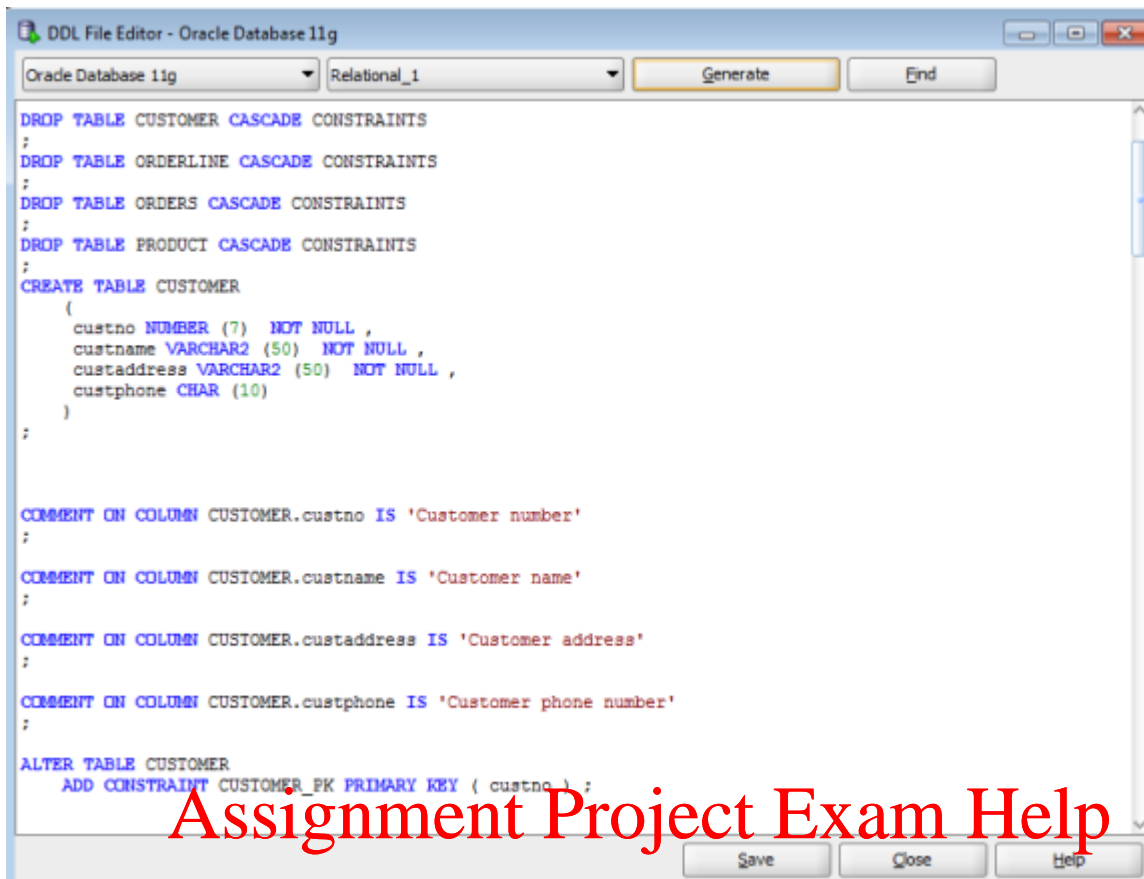 DDL File Editor - Oracle Database 11g
Oracle Database 11g Relational_1 Generate Find
DROP TABLE CUSTOMER CASCADE CONSTRAINTS
;
DROP TABLE ORDERLINE CASCADE CONSTRAINTS
;
DROP TABLE ORDERS CASCADE CONSTRAINTS
;
DROP TABLE PRODUCT CASCADE CONSTRAINTS
;
CREATE TABLE CUSTOMER
(
custno NUMBER (7) NOT NULL ,
custname VARCHAR2 (50) NOT NULL ,
custaddress VARCHAR2 (50) NOT NULL ,
custphone CHAR (10)
)
;
COMMENT ON COLUMN CUSTOMER.custno IS 'Customer number'
;
COMMENT ON COLUMN CUSTOMER.custname IS 'Customer name'
;
COMMENT ON COLUMN CUSTOMER.custaddress IS 'Customer address'
;
COMMENT ON COLUMN CUSTOMER.custphone IS 'Customer phone number'
;
ALTER TABLE CUSTOMER
ADD CONSTRAINT CUSTOMER_PK PRIMARY KEY ( custno ) ;
Assignment Project Exam Help
Save Close Help